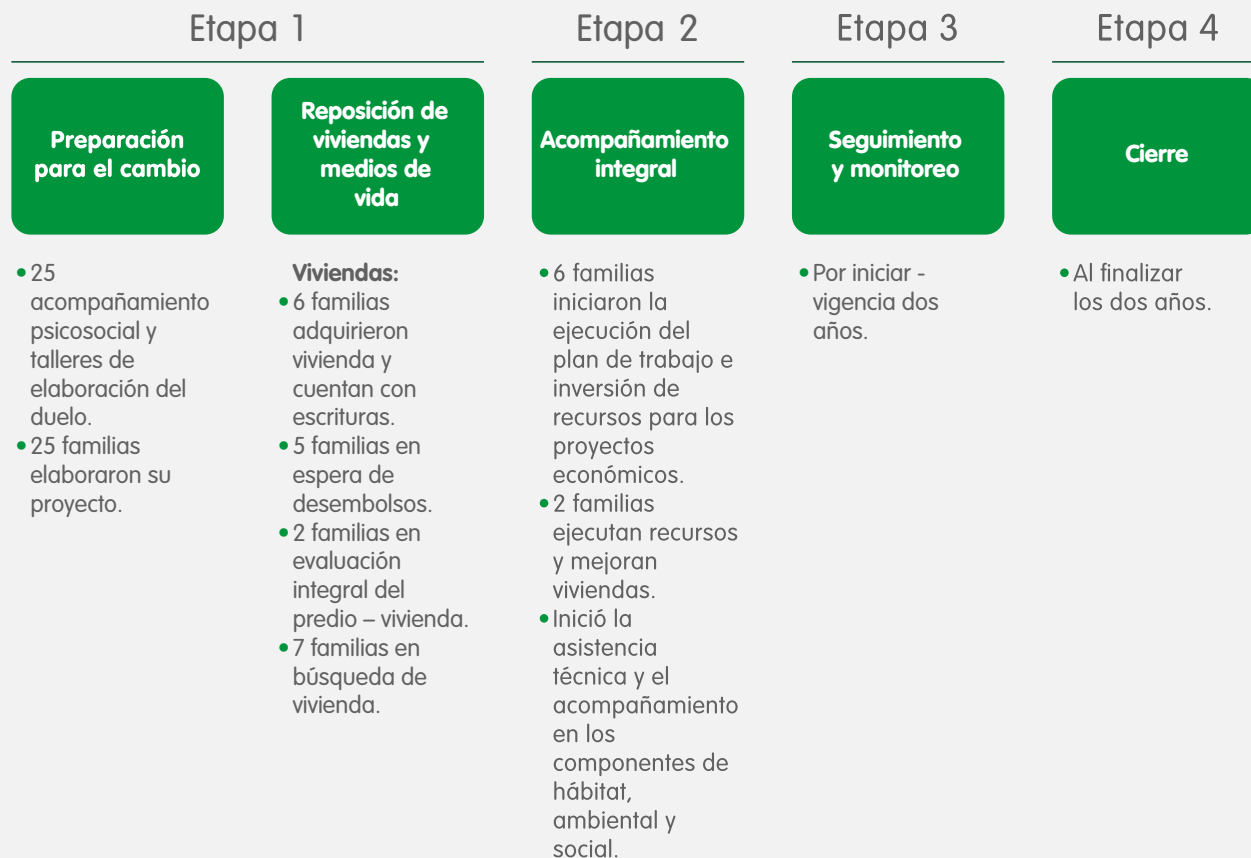 Etapa 1
Preparación
para el cambio
• 25
acompañamiento
psicosocial y
talleres de
elaboración del
duelo.
• 25 familias
elaboraron su
proyecto.
Reposición de
viviendas y
medios de
vida
Viviendas:
• 6 familias
adquirieron
vivienda y
cuentan con
escrituras.
• 5 familias en
espera de
desembolsos.
• 2 familias en
evaluación
integral del
predio – vivienda.
• 7 familias en
búsqueda de
vivienda.
Etapa 2
Acompañamiento
integral
• 6 familias
iniciaron la
ejecución del
plan de trabajo e
inversión de
recursos para los
proyectos
económicos.
• 2 familias
ejecutan recursos
y mejoran
viviendas.
• Inició la
asistencia
técnica y el
acompañamiento
en los
componentes de
hábitat,
ambiental y
social.
Etapa 3
Seguimiento
y monitoreo
• Por iniciar -
vigencia dos
años.
Etapa 4
Cierre
• Al finalizar
los dos años.